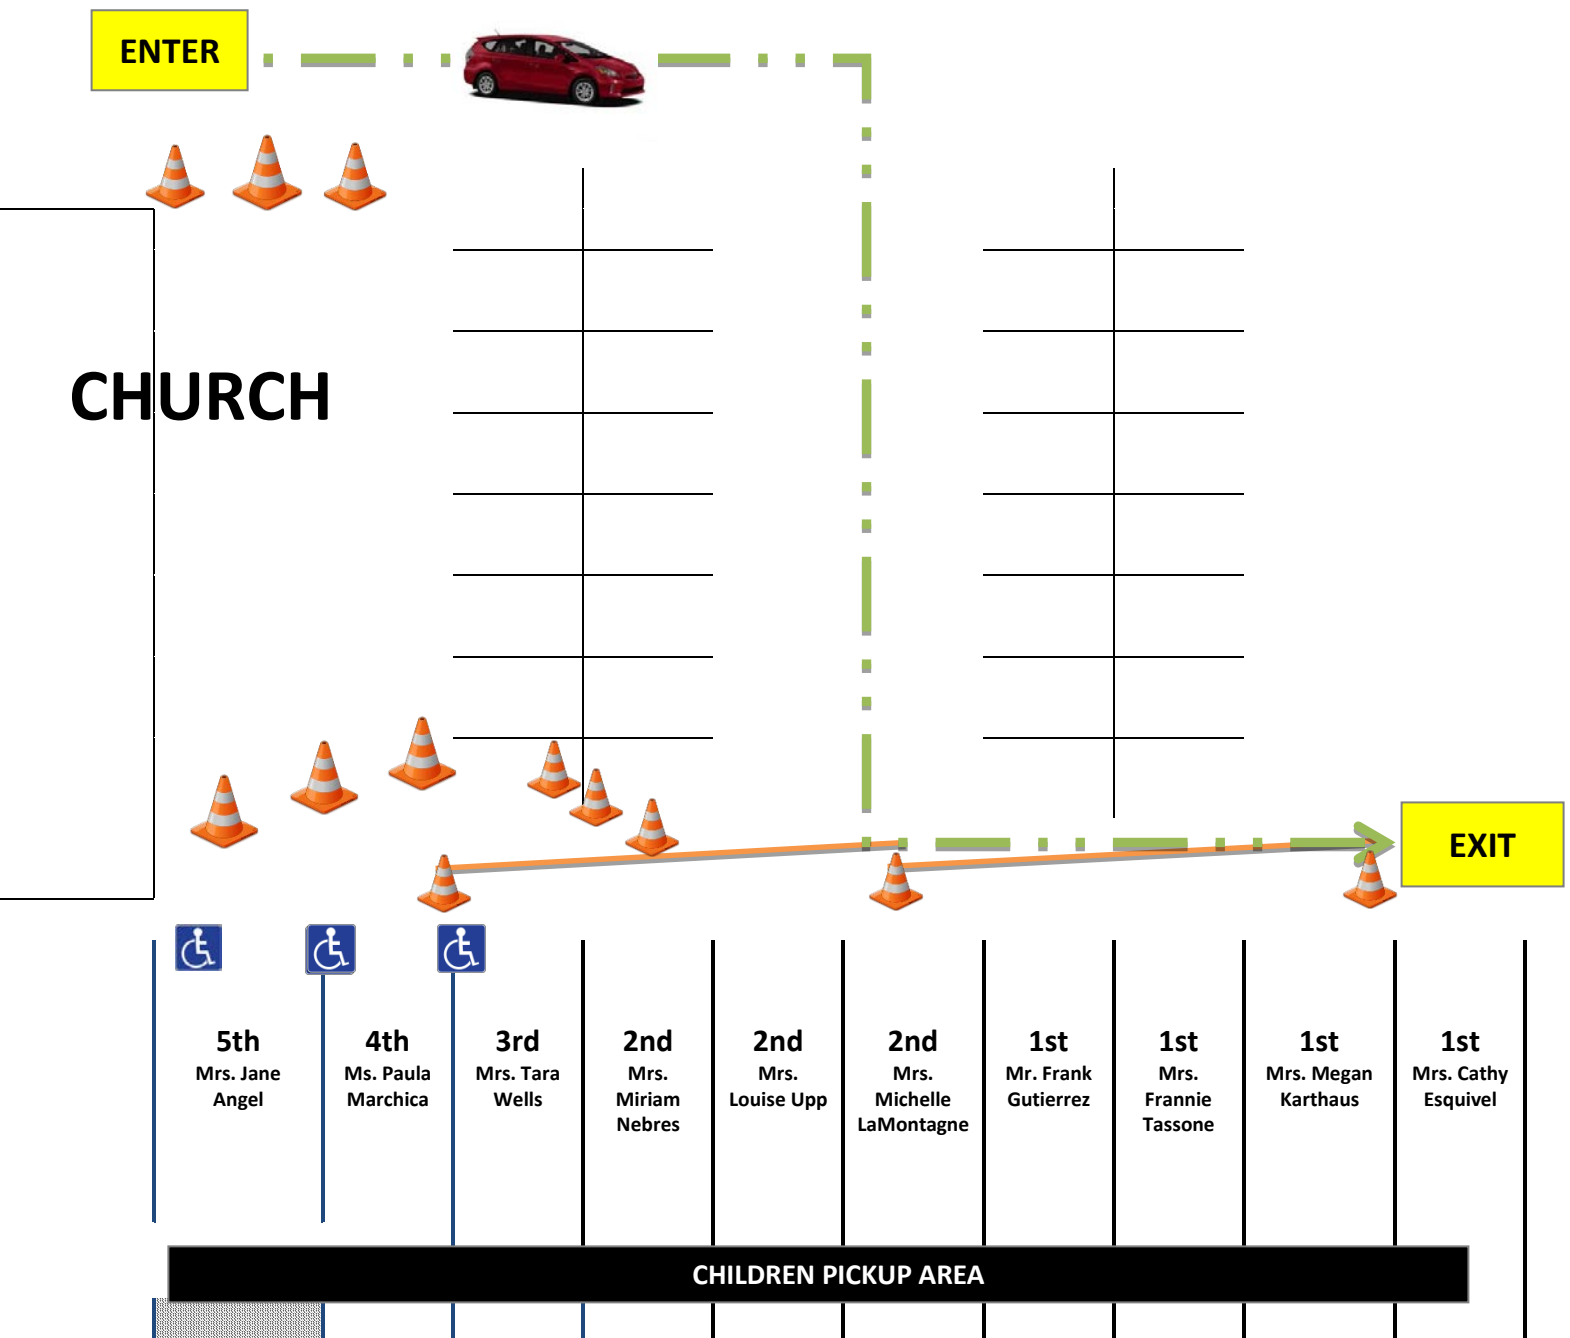 ENTER
CHURCH
EXIT
5th
Mrs. Jane
Angel
4th
Ms. Paula
Marchica
3rd
Mrs. Tara
Wells
2nd
Mrs.
Miriam
Nebres
2nd
Mrs.
Louise Upp
2nd
Mrs.
Michelle
LaMontagne
1st
Mr. Frank
Gutierrez
1st
Mrs.
Frannie
Tassone
1st
Mrs. Megan
Karthaus
1st
Mrs. Cathy
Esquivel
CHILDREN PICKUP AREA